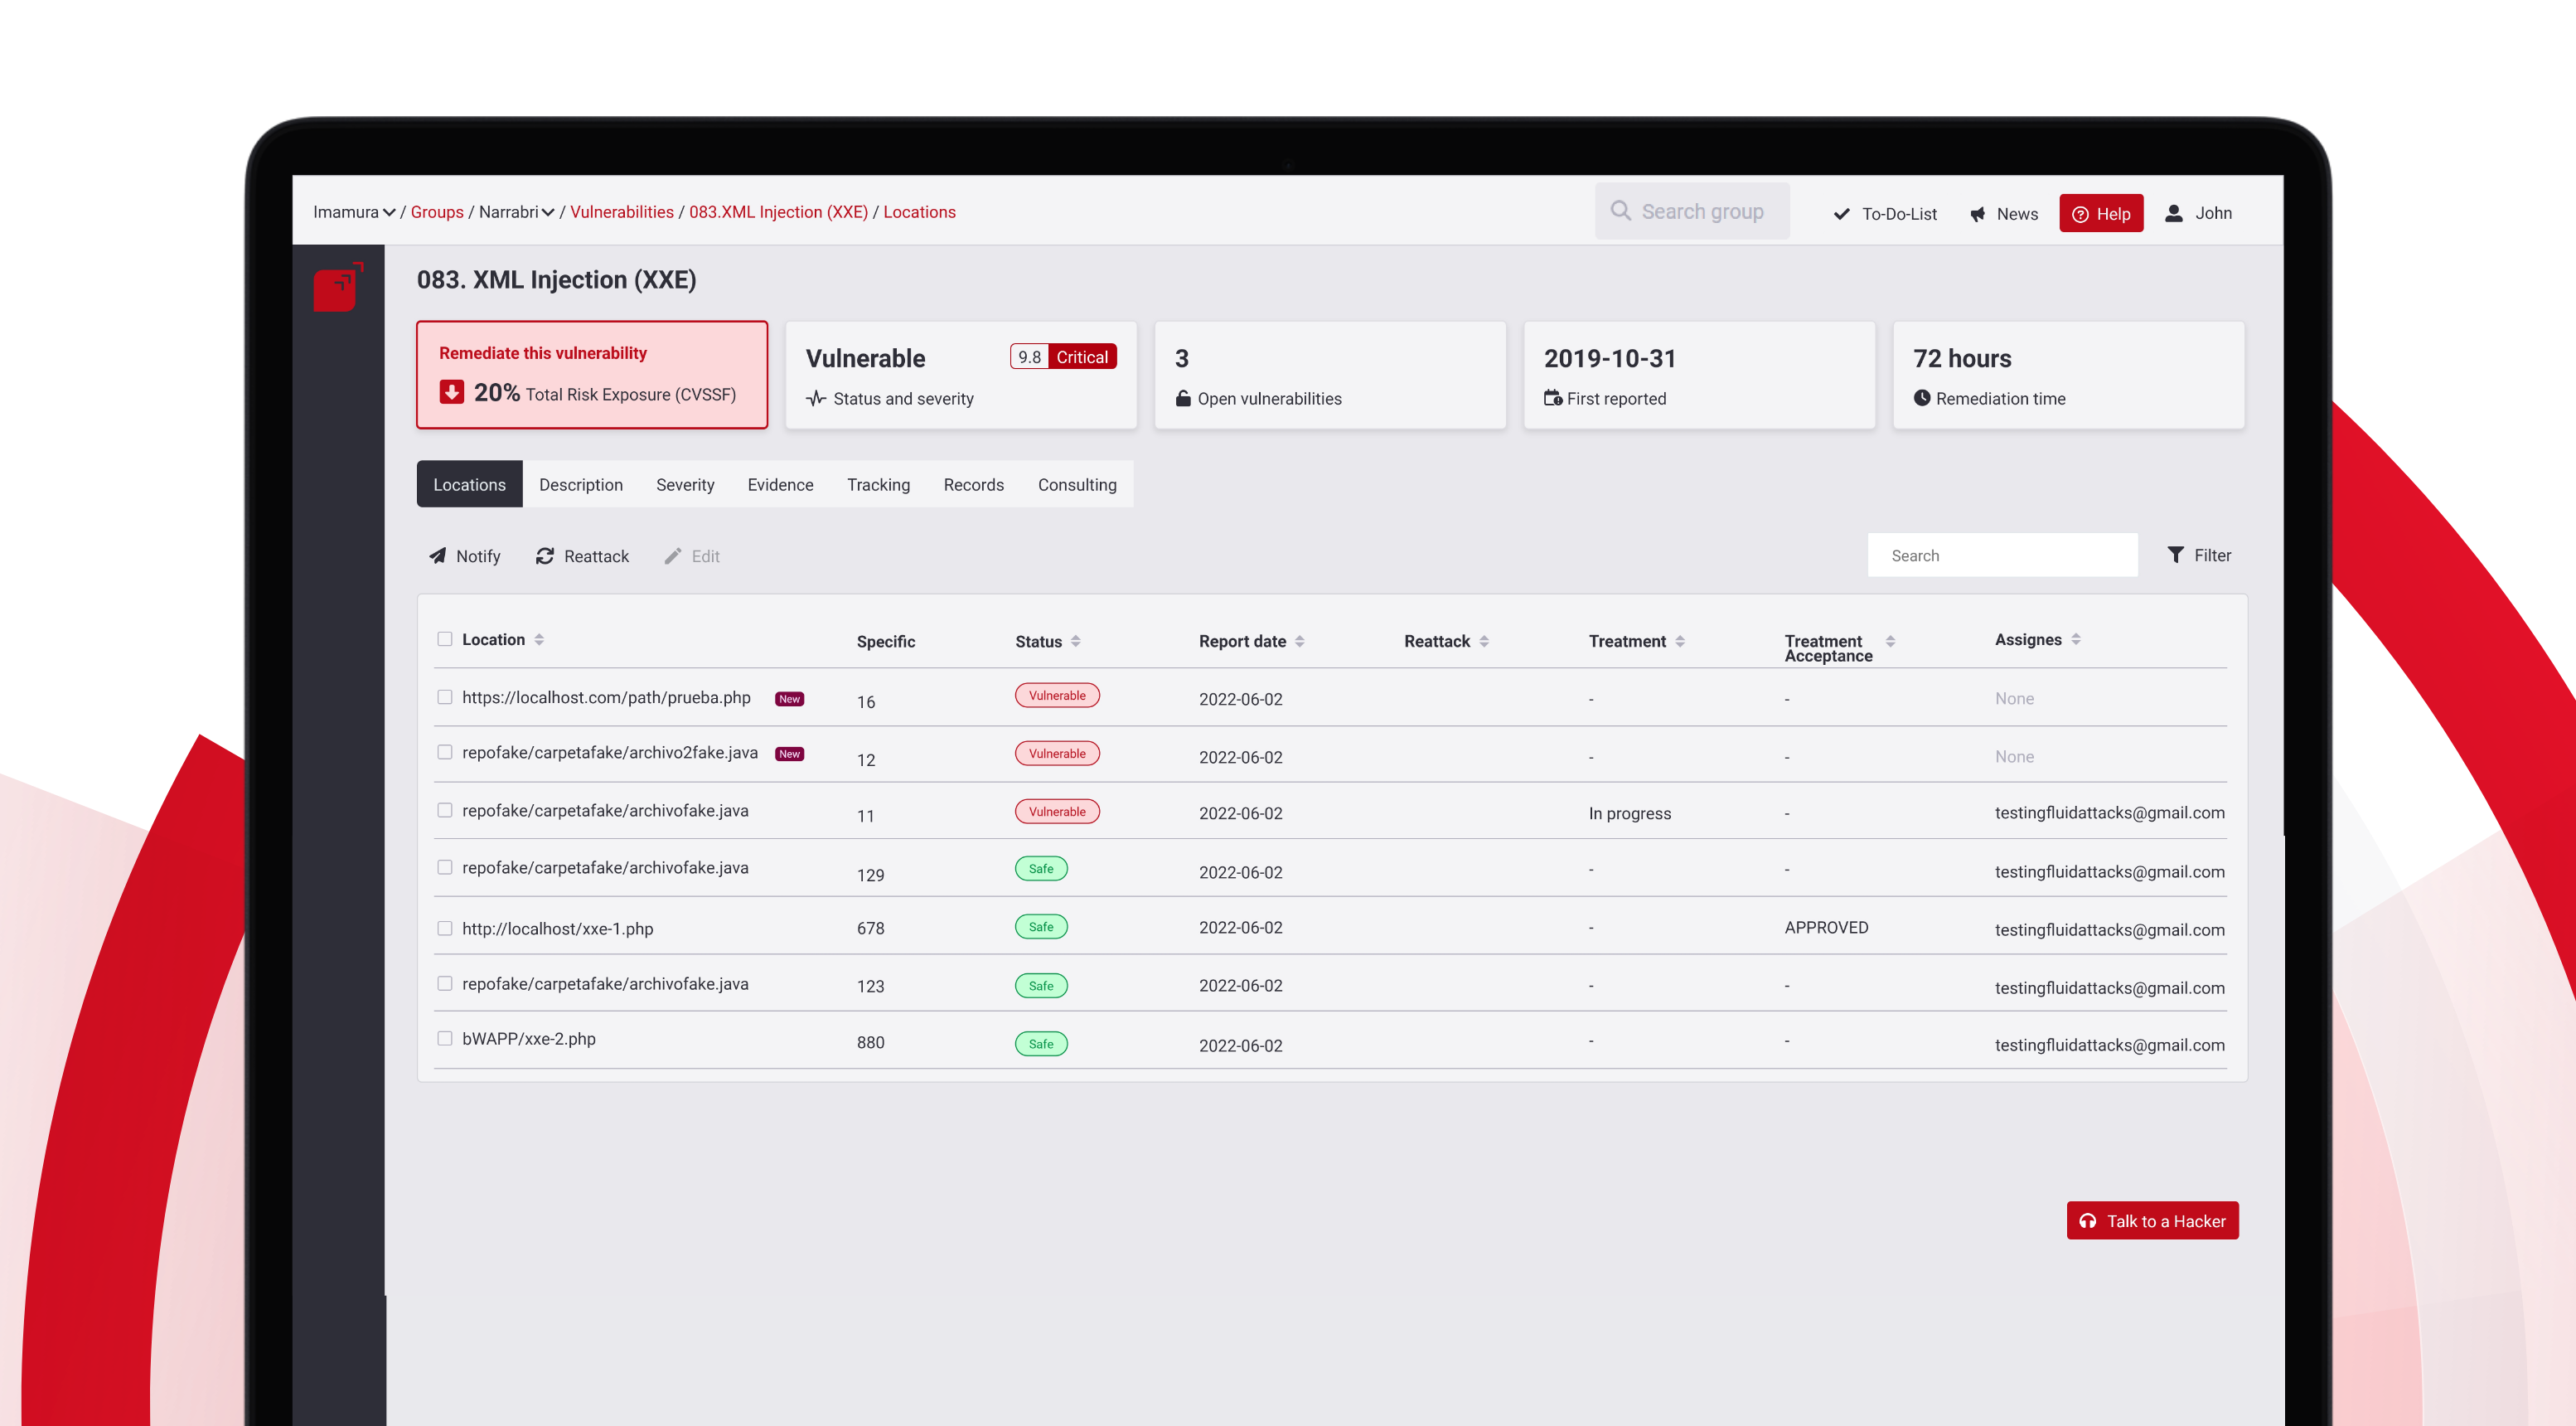 Imamura / Groups / Narrabri / Vulnerabilities / 083.XML Injection (XXE) / Locations
Search group
To-Do-List
News
Help
John
083. XML Injection (XXE)
Remediate this vulnerability
20% Total Risk Exposure (CVSSF)
Vulnerable
9.8 Critical
Status and severity
3
Open vulnerabilities
2019-10-31
First reported
72 hours
Remediation time
Locations Description Severity Evidence Tracking Records Consulting
Notify Reattack Edit
Search
Filter
Location Specific Status Report date Reattack Treatment Treatment Acceptance Assignes
https://localhost.com/path/prueba.php New 16 Vulnerable 2022-06-02 - - None
repofake/carpetafake/archivo2fake.java New 12 Vulnerable 2022-06-02 - - None
repofake/carpetafake/archivofake.java 11 Vulnerable 2022-06-02 In progress - testingfluidattacks@gmail.com
repofake/carpetafake/archivofake.java 129 Safe 2022-06-02 - - testingfluidattacks@gmail.com
http://localhost/xxe-1.php 678 Safe 2022-06-02 - APPROVED testingfluidattacks@gmail.com
repofake/carpetafake/archivofake.java 123 Safe 2022-06-02 - - testingfluidattacks@gmail.com
bWAPP/xxe-2.php 880 Safe 2022-06-02 - - testingfluidattacks@gmail.com
Talk to a Hacker